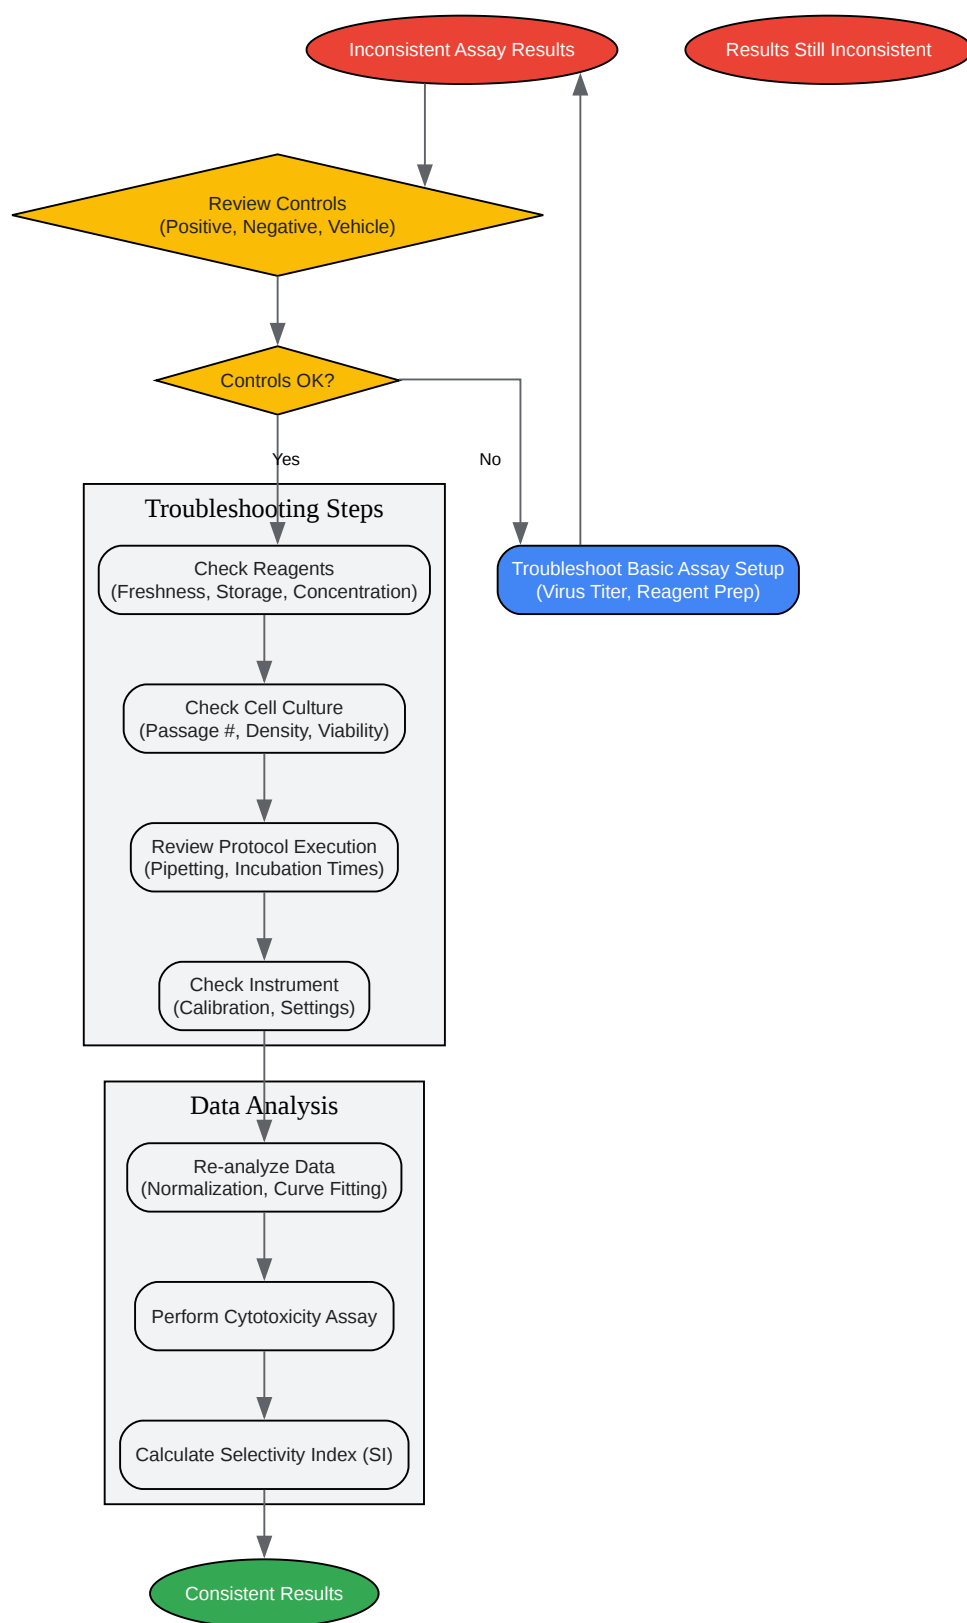 Inconsistent Assay Results
Results Still Inconsistent
Review Controls
(Positive, Negative, Vehicle)
Controls OK?
Yes
No
Troubleshooting Steps
Check Reagents
(Freshness, Storage, Concentration)
Troubleshoot Basic Assay Setup
(Virus Titer, Reagent Prep)
Check Cell Culture
(Passage #, Density, Viability)
Review Protocol Execution
(Pipetting, Incubation Times)
Check Instrument
(Calibration, Settings)
Data Analysis
Re-analyze Data
(Normalization, Curve Fitting)
Perform Cytotoxicity Assay
Calculate Selectivity Index (SI)
Consistent Results